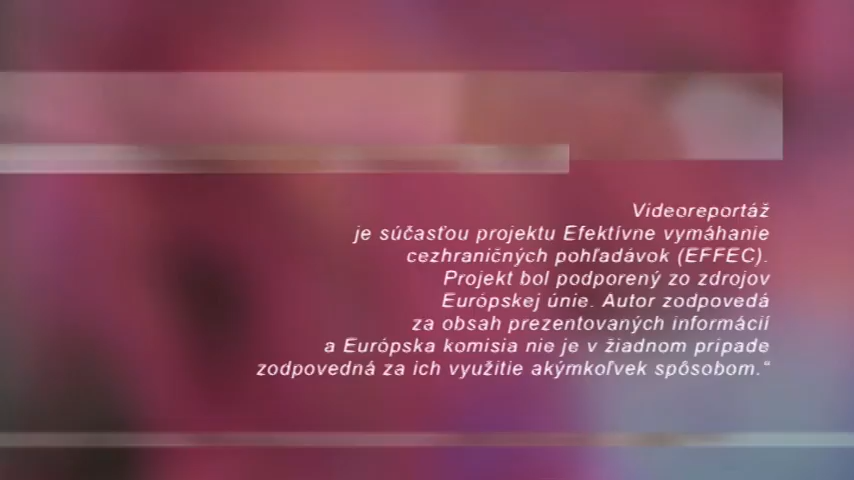 Videoreportáž
je súčasťou projektu Efektívne vymáhanie
cezhraničných pohľadávok (EFFEC).
Projekt bol podporený zo zdrojov
Európskej únie. Autor zodpovedá
za obsah prezentovaných informácií
a Európska komisia nie je v žiadnom prípade
zodpovedná za ich využitie akýmkoľvek spôsobom.“